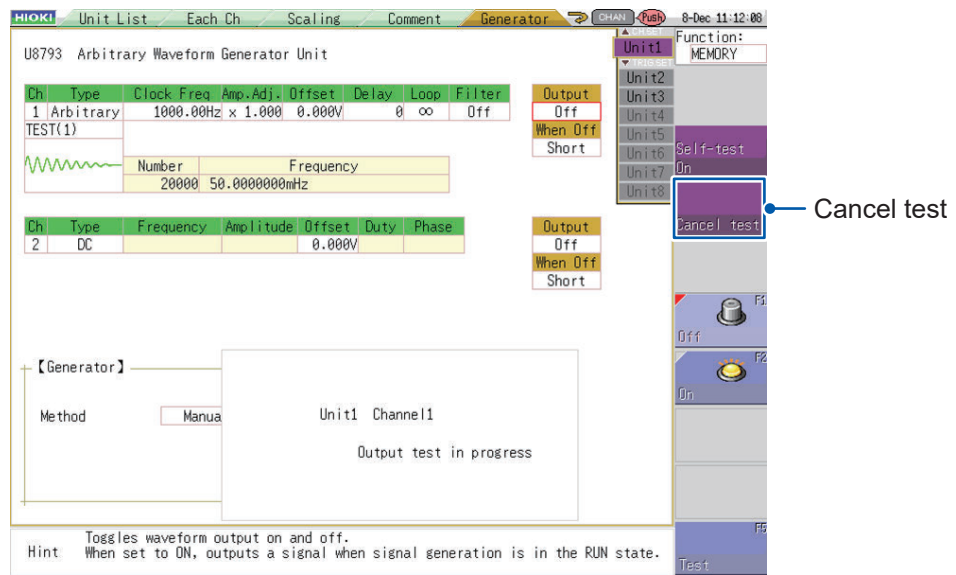 HIOKI Unit List Each Ch Scaling Comment Generator CHAN Push 8-Dec 11:12:08
CH SET
Function:
MEMORY
U8793 Arbitrary Waveform Generator Unit
Unit1
TRIG SET
Unit2
Unit3
Unit4
Unit5
Unit6
Unit7
Unit8
Ch Type Clock Freq Amp.Adj. Offset Delay Loop Filter Output
1 Arbitrary 1000.00Hz x 1.000 0.000V 0 ∞ Off Off
TEST(1) When Off
Short
Number Frequency
20000 50.0000000mHz
Self-test
On
Cancel test
Cancel test
Ch Type Frequency Amplitude Offset Duty Phase Output
2 DC 0.000V Off
When Off
Short
F1
Off
F2
On
【Generator】
Method Manua
Unit1 Channel1
Output test in progress
F5
Test
Hint Toggles waveform output on and off.
When set to ON, outputs a signal when signal generation is in the RUN state.